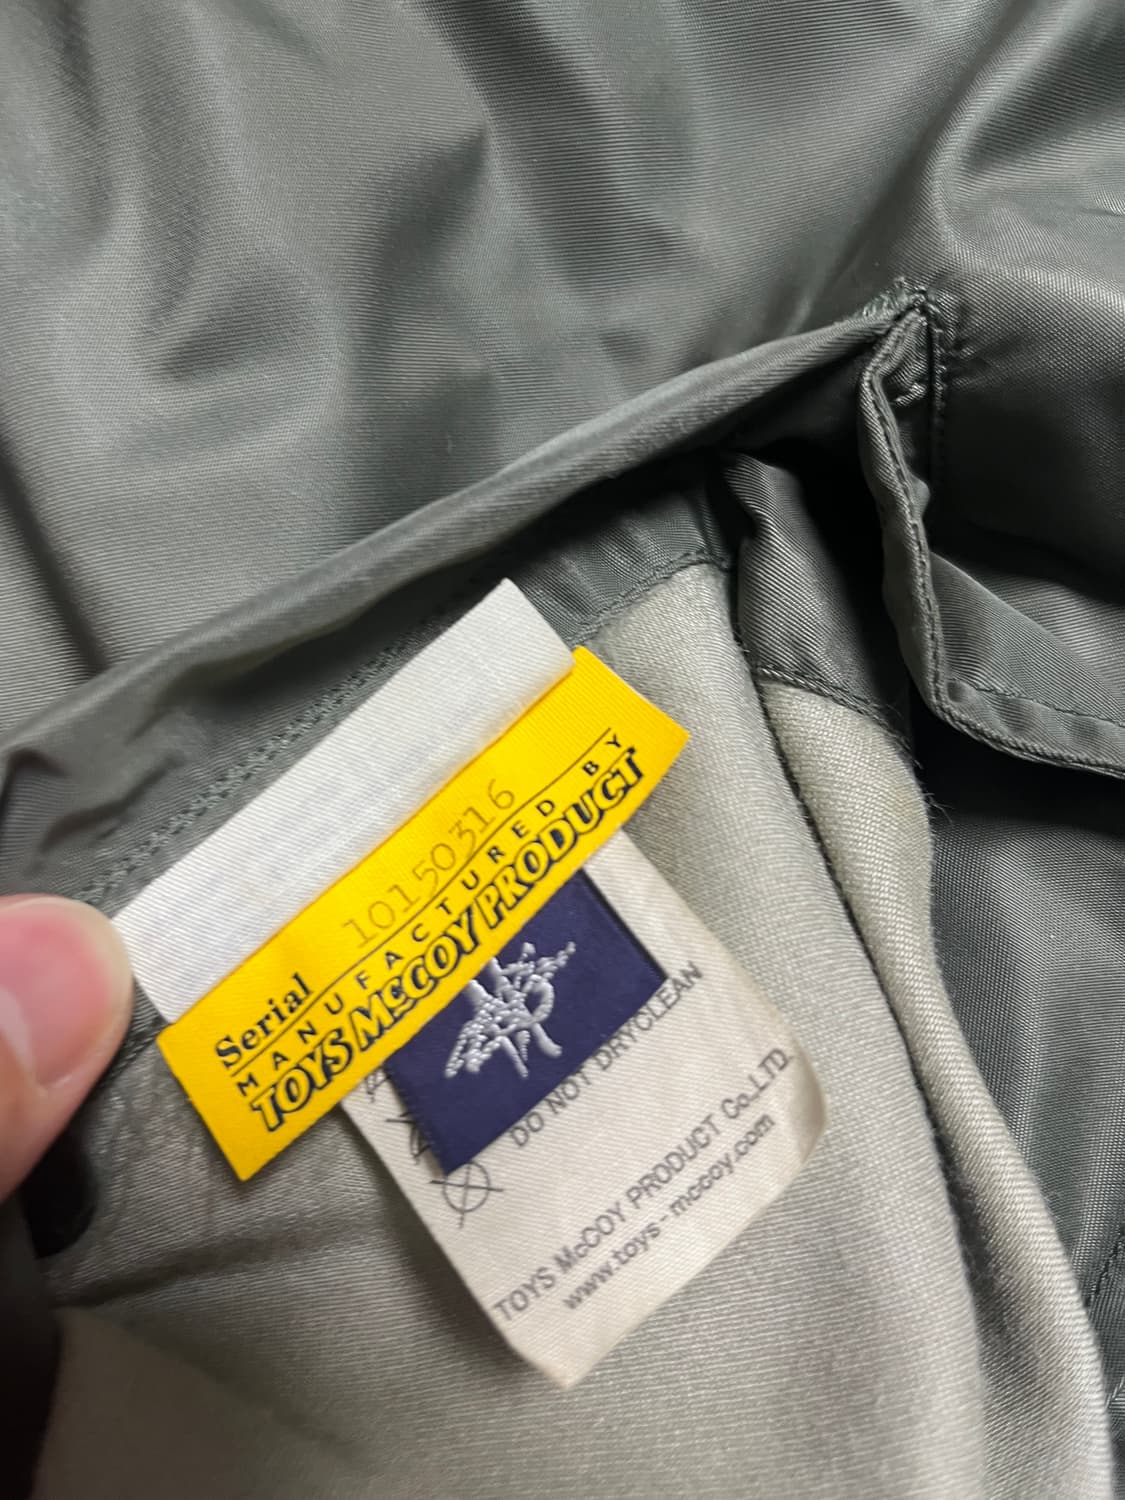 Serial 10150316
MANUFACTURED BY
TOYS McCOY PRODUCT
DO NOT DRYCLEAN
TOYS McCOY PRODUCT Co.,LTD.
www.toys-mccoy.com